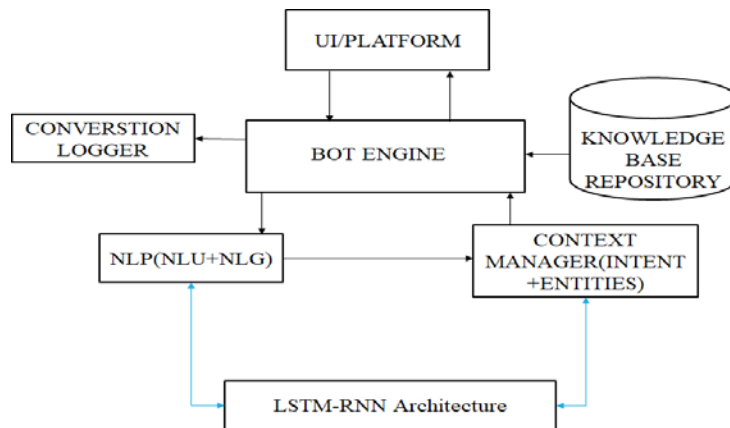 UI/PLATFORM
CONVERSTION
LOGGER
BOT ENGINE
KNOWLEDGE
BASE
REPOSITORY
NLP(NLU+NLG)
CONTEXT
MANAGER(INTENT
+ENTITIES)
LSTM-RNN Architecture